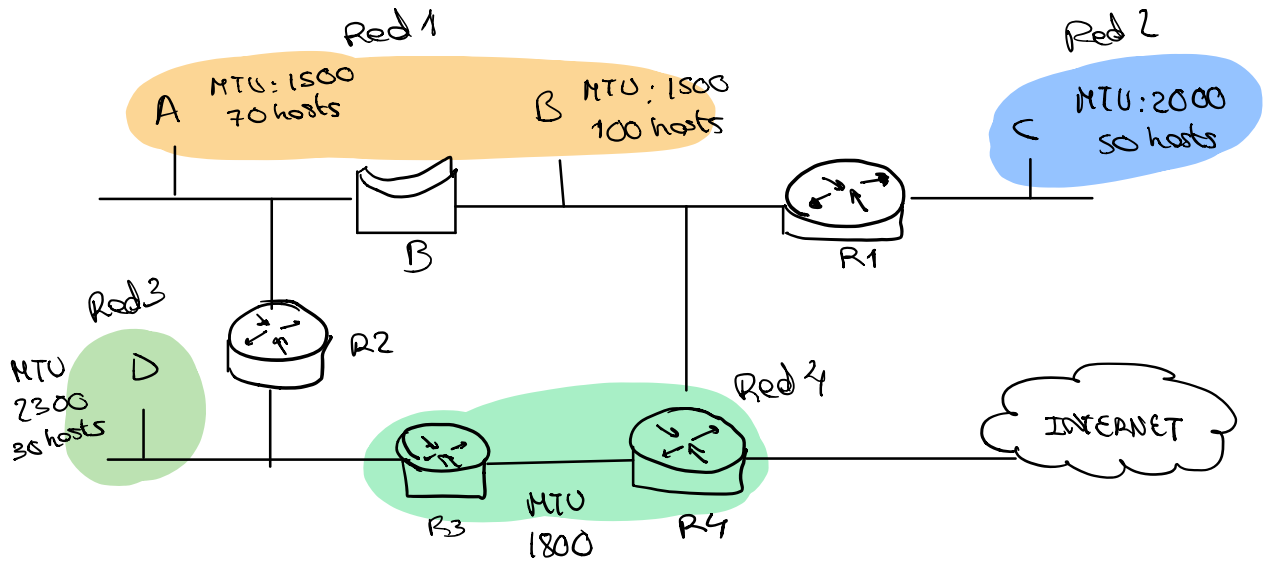 Red 1
Red 2
A
MTU: 1500
70 hosts
B
MTU: 1500
100 hosts
C
MTU: 2000
50 hosts
B
R1
Red 3
D
MTU
2300
30 hosts
R2
Red 4
INTERNET
R3
MTU
1800
R4